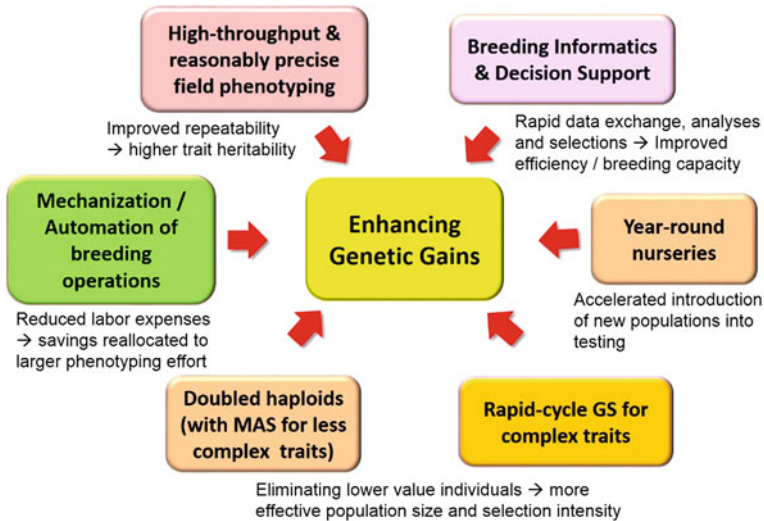 High-throughput &
reasonably precise
field phenotyping
Improved repeatability
→ higher trait heritability
Breeding Informatics
& Decision Support
Rapid data exchange, analyses
and selections → Improved
efficiency / breeding capacity
Mechanization /
Automation of
breeding
operations
Reduced labor expenses
→ savings reallocated to
larger phenotyping effort
Enhancing
Genetic Gains
Year-round
nurseries
Accelerated introduction
of new populations into
testing
Doubled haploids
(with MAS for less
complex traits)
Rapid-cycle GS for
complex traits
Eliminating lower value individuals → more
effective population size and selection intensity